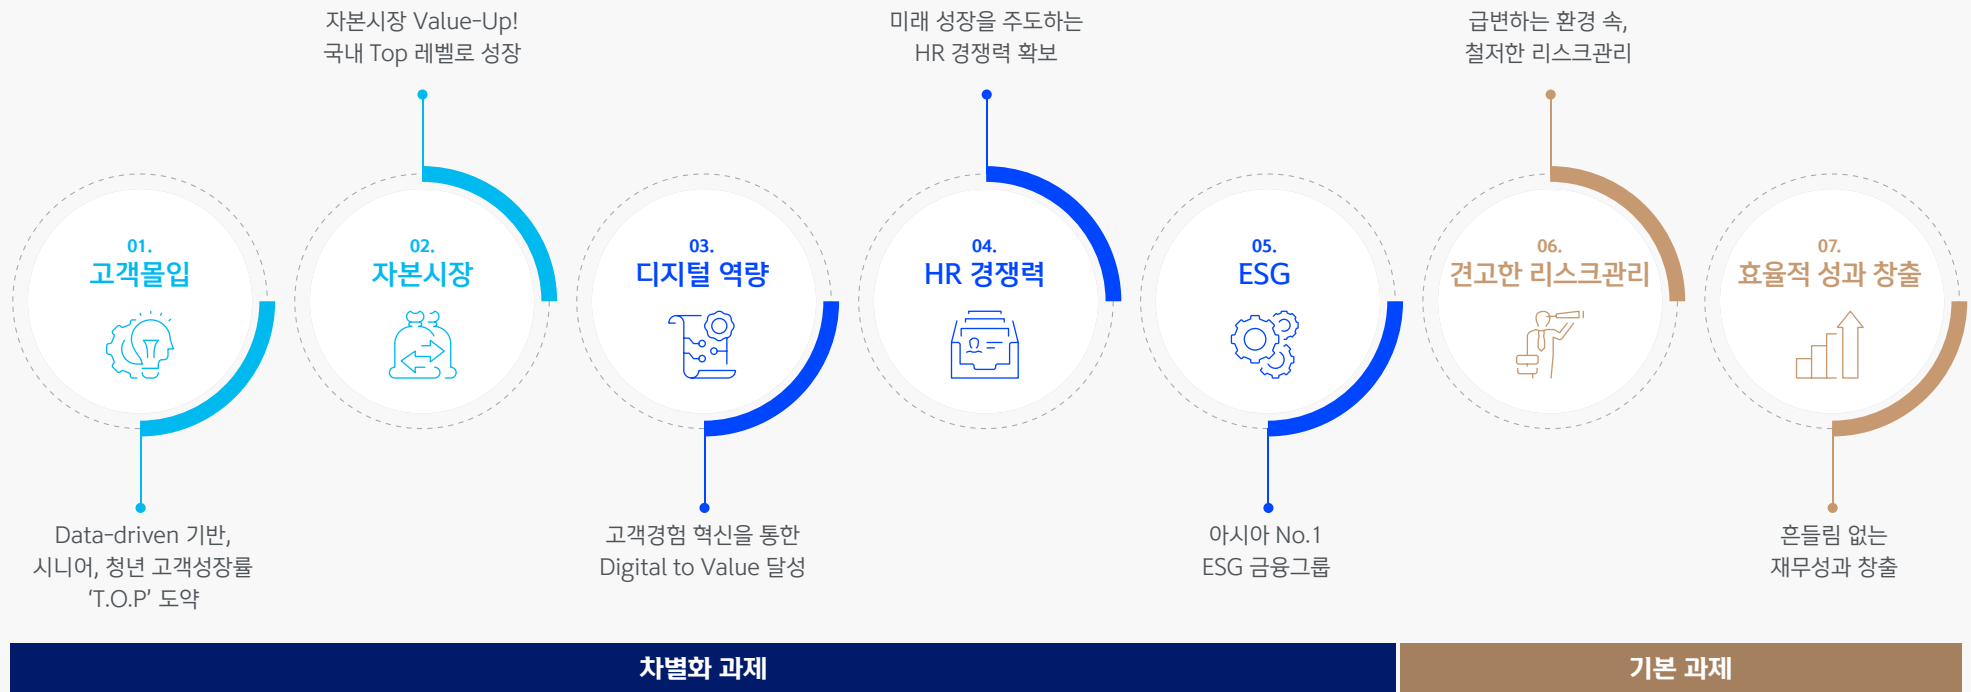 자본시장 Value-Up!
국내 Top 레벨로 성장
미래 성장을 주도하는
HR 경쟁력 확보
급변하는 환경 속,
철저한 리스크관리
01.
고객몰입
02.
자본시장
03.
디지털 역량
04.
HR 경쟁력
05.
ESG
06.
견고한 리스크관리
07.
효율적 성과 창출
Data-driven 기반,
시니어, 청년 고객성장률
‘T.O.P’ 도약
고객경험 혁신을 통한
Digital to Value 달성
아시아 No.1
ESG 금융그룹
흔들림 없는
재무성과 창출
차별화 과제
기본 과제